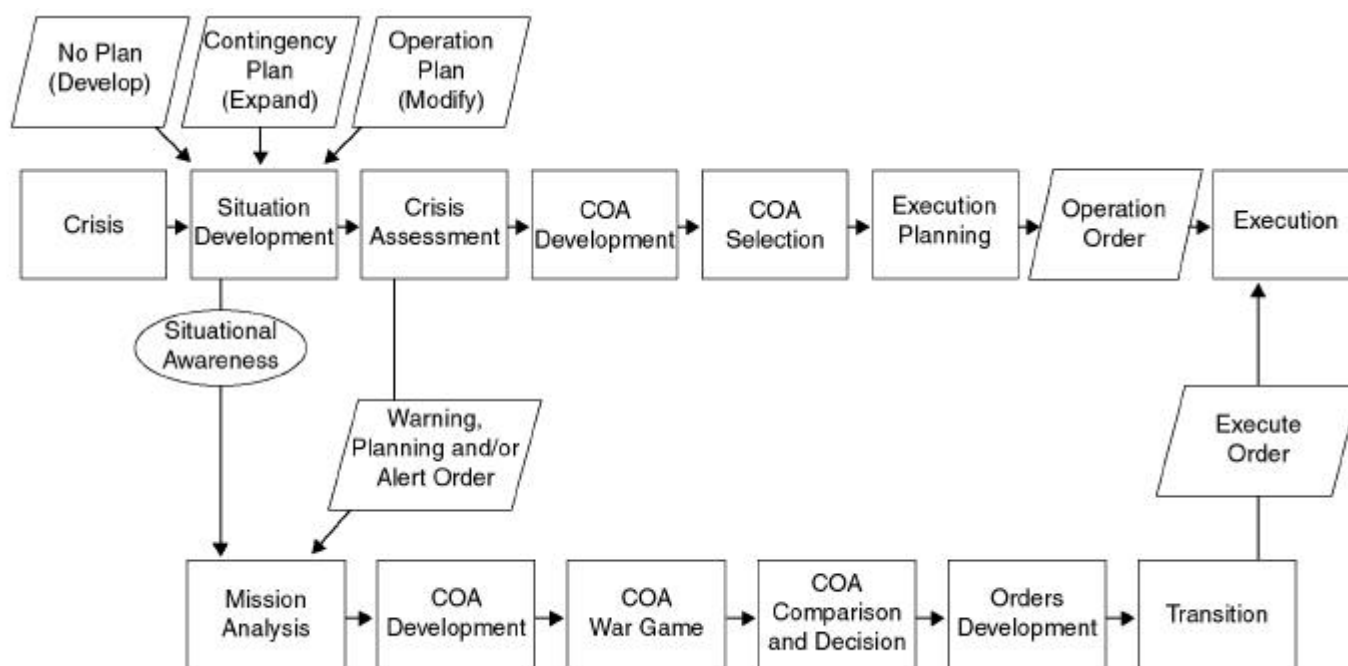 No Plan
(Develop)
Contingency
Plan
(Expand)
Operation
Plan
(Modify)
Crisis
Situation
Development
Crisis
Assessment
COA
Development
COA
Selection
Execution
Planning
Operation
Order
Execution
Situational
Awareness
Warning,
Planning and/or
Alert Order
Execute
Order
Mission
Analysis
COA
Development
COA
War Game
COA
Comparison
and Decision
Orders
Development
Transition